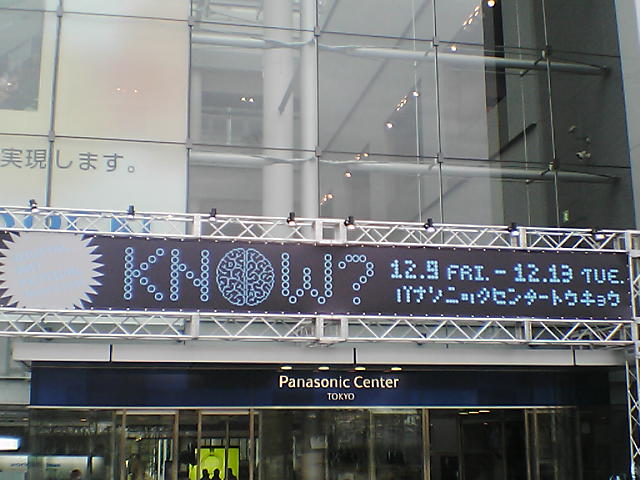 実現します。
KNOW?
12.9 FRI. - 12.13 TUE.
パナソニックセンタートウキョウ
Panasonic Center
TOKYO